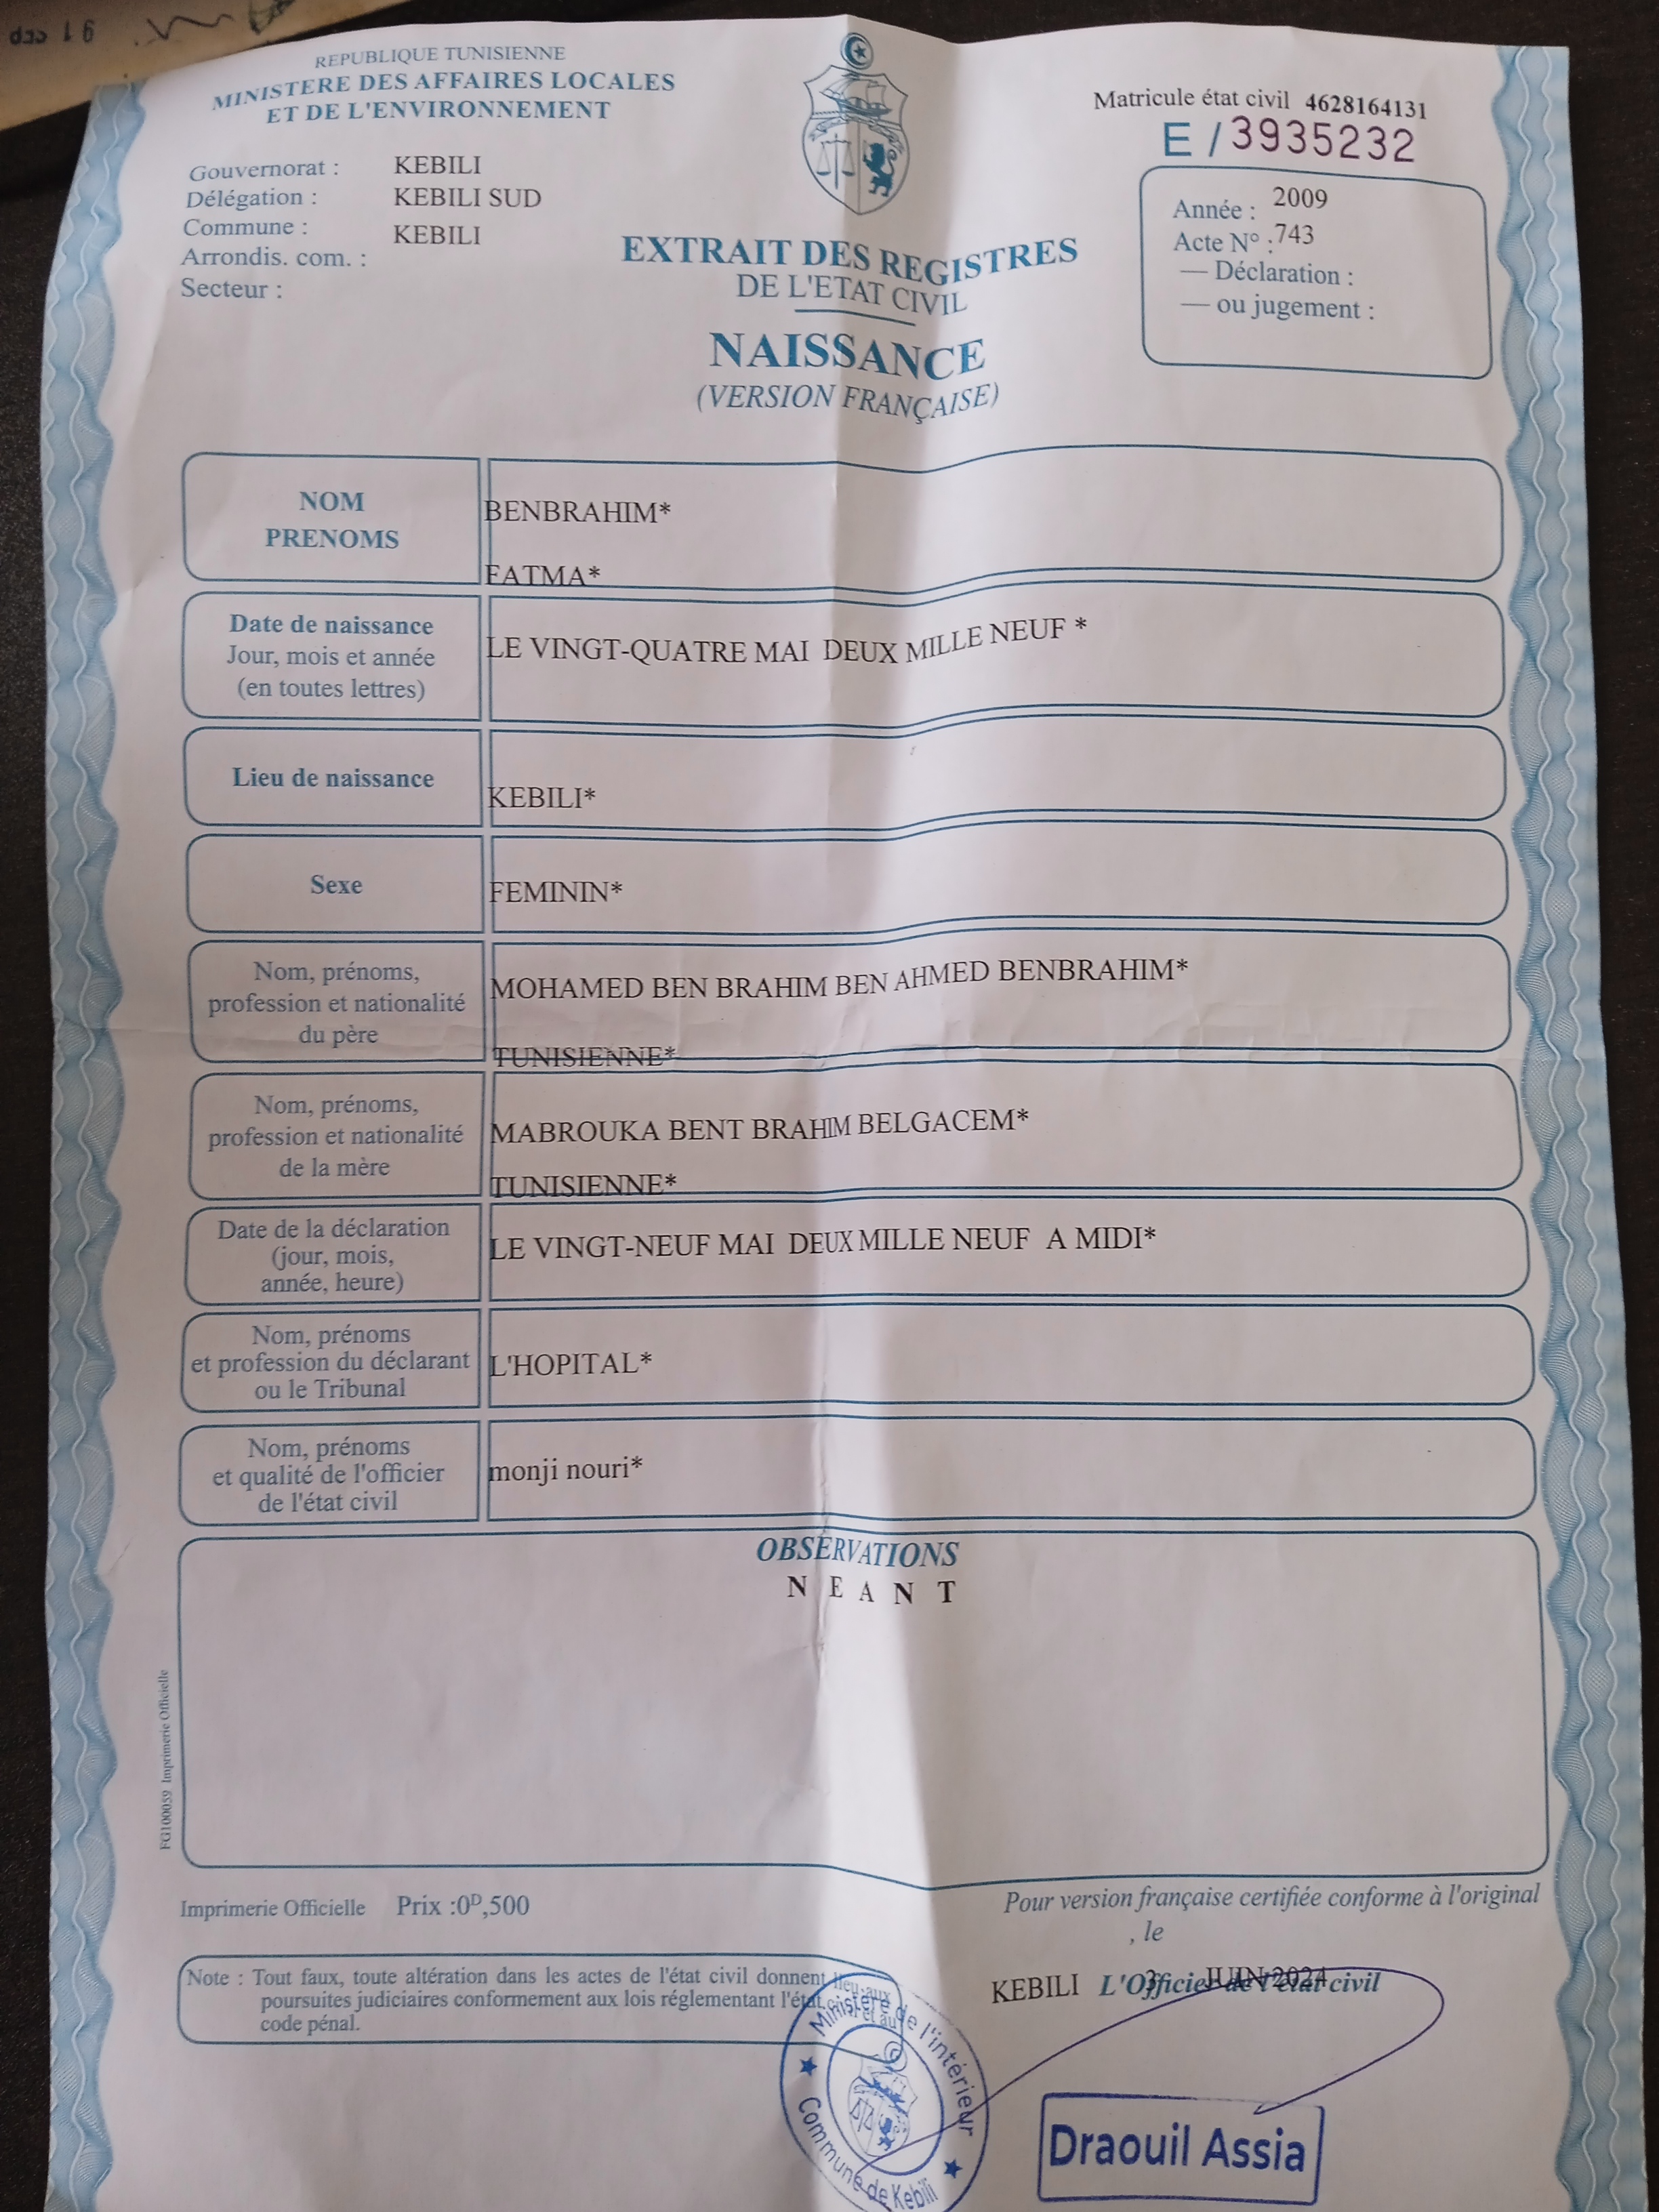 REPUBLIQUE TUNISIENNE
MINISTERE DES AFFAIRES LOCALES
ET DE L'ENVIRONNEMENT
Matricule état civil 4628164131
E / 3935232
Gouvernorat : KEBILI
Délégation : KEBILI SUD
Commune : KEBILI
Arrondis. com. :
Secteur :
Année : 2009
Acte N° : 743
— Déclaration :
— ou jugement :
EXTRAIT DES REGISTRES
DE L'ETAT CIVIL
NAISSANCE
(VERSION FRANÇAISE)
NOM
PRENOMS
BENBRAHIM*
FATMA*
Date de naissance
Jour, mois et année
(en toutes lettres)
LE VINGT-QUATRE MAI DEUX MILLE NEUF *
Lieu de naissance
KEBILI*
Sexe
FEMININ*
Nom, prénoms,
profession et nationalité
du père
MOHAMED BEN BRAHIM BEN AHMED BENBRAHIM*
TUNISIENNE*
Nom, prénoms,
profession et nationalité
de la mère
MABROUKA BENT BRAHIM BELGACEM*
TUNISIENNE*
Date de la déclaration
(jour, mois,
année, heure)
LE VINGT-NEUF MAI DEUX MILLE NEUF A MIDI*
Nom, prénoms
et profession du déclarant
ou le Tribunal
L'HOPITAL*
Nom, prénoms
et qualité de l'officier
de l'état civil
monji nouri*
OBSERVATIONS
N E A N T
FG100059 Imprimerie Officielle
Imprimerie Officielle Prix :0D,500
Pour version française certifiée conforme à l'original
, le
KEBILI 3 JUIN 2024
L'Officier de l'état civil
Note : Tout faux, toute altération dans les actes de l'état civil donnent lieu aux
poursuites judiciaires conformement aux lois réglementant l'état civil et au
code pénal.
Ministère de l'intérieur
Commune de Kebili
Draouil Assia